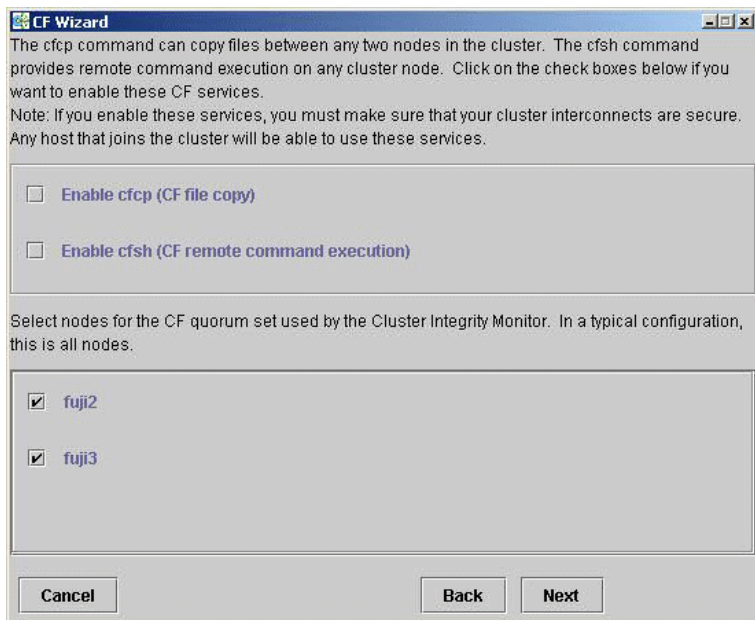 CF Wizard
The cfcp command can copy files between any two nodes in the cluster. The cfsh command
provides remote command execution on any cluster node. Click on the check boxes below if you
want to enable these CF services.
Note: If you enable these services, you must make sure that your cluster interconnects are secure.
Any host that joins the cluster will be able to use these services.
Enable cfcp (CF file copy)
Enable cfsh (CF remote command execution)
Select nodes for the CF quorum set used by the Cluster Integrity Monitor. In a typical configuration,
this is all nodes.
fuji2
fuji3
Cancel Back Next